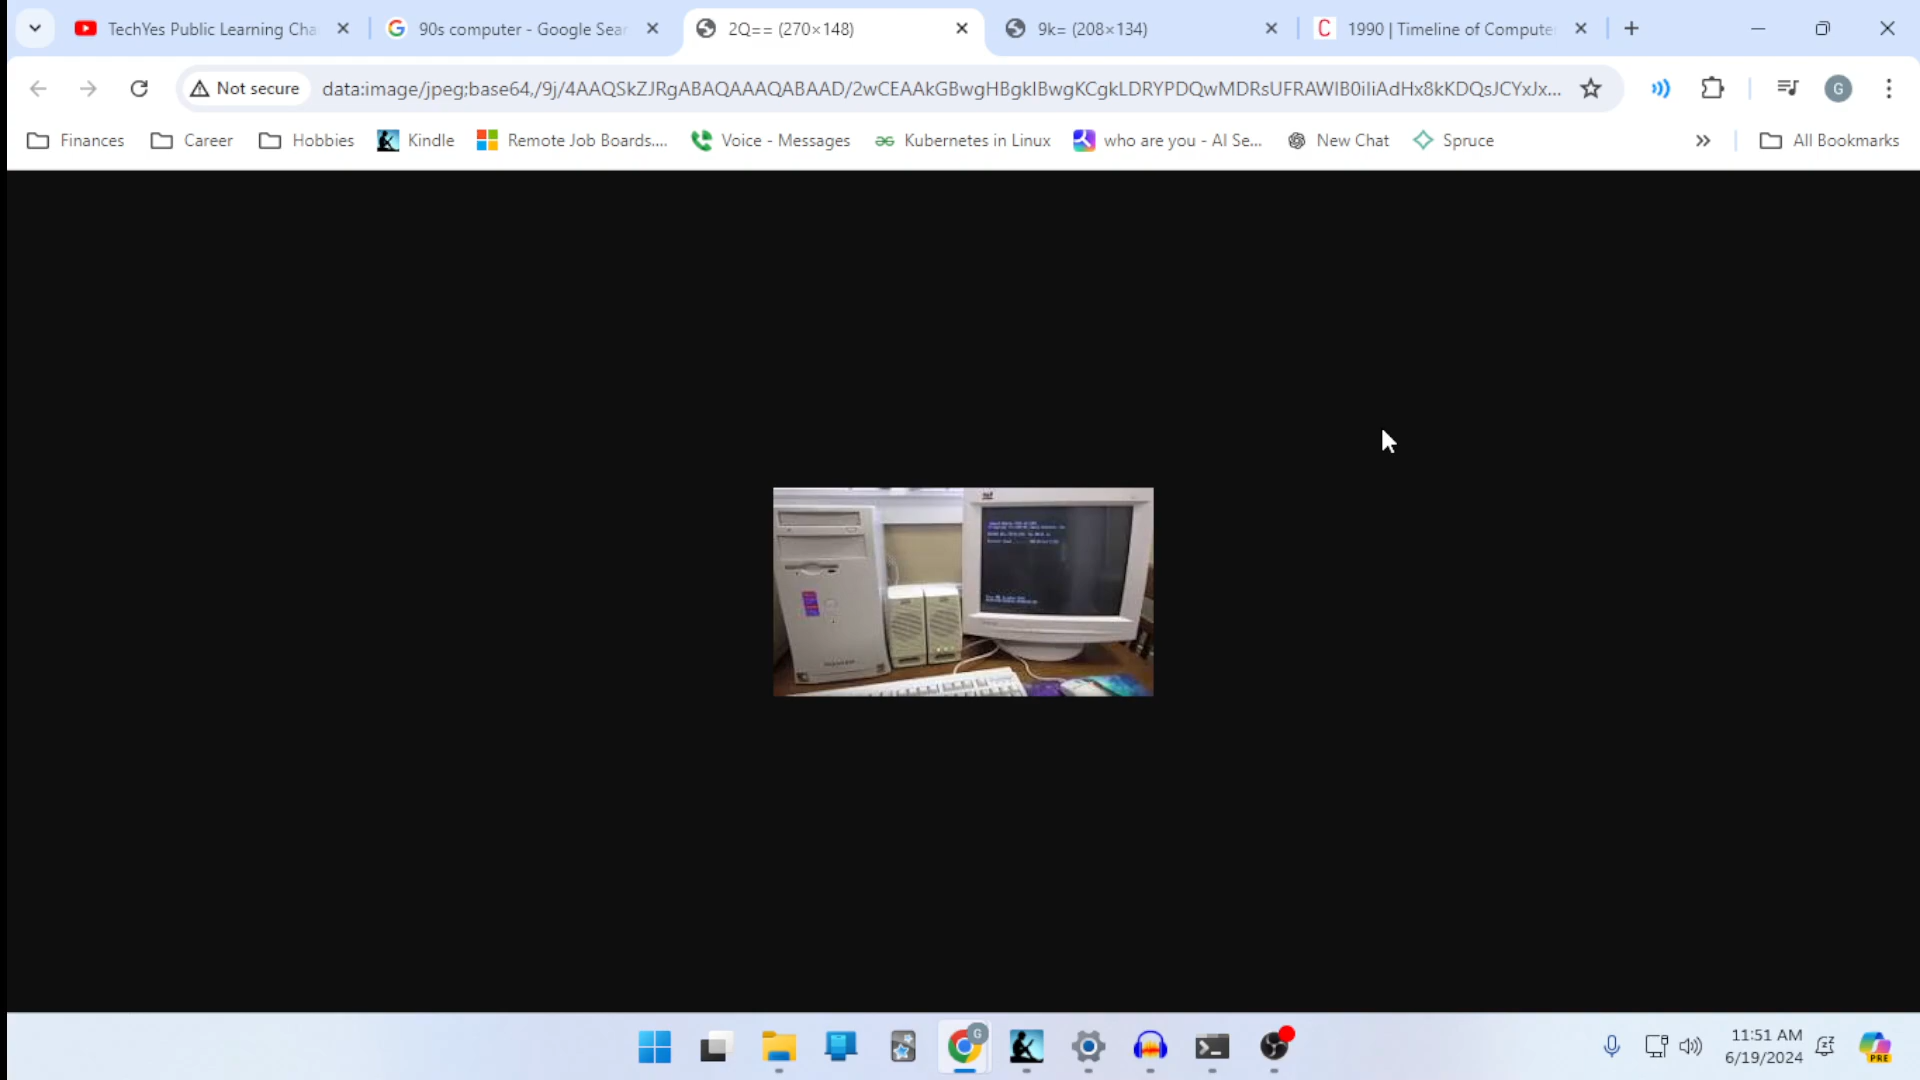 TechYes Public Learning Cha
90s computer - Google Sear
2Q== (270×148)
9k= (208×134)
1990 | Timeline of Compute
Not secure
data:image/jpeg;base64,/9j/4AAQSkZJRgABAQAAAQABAAD/2wCEAAkGBwgHBgkIBwgKCgkLDRYPDQwMDRsUFRAWIB0iIiAdHx8kKDQsJCYxJx...
G
Finances
Career
Hobbies
Kindle
Remote Job Boards....
Voice - Messages
Kubernetes in Linux
who are you - AI Se...
New Chat
Spruce
All Bookmarks
G
11:51 AM
6/19/2024
PRE